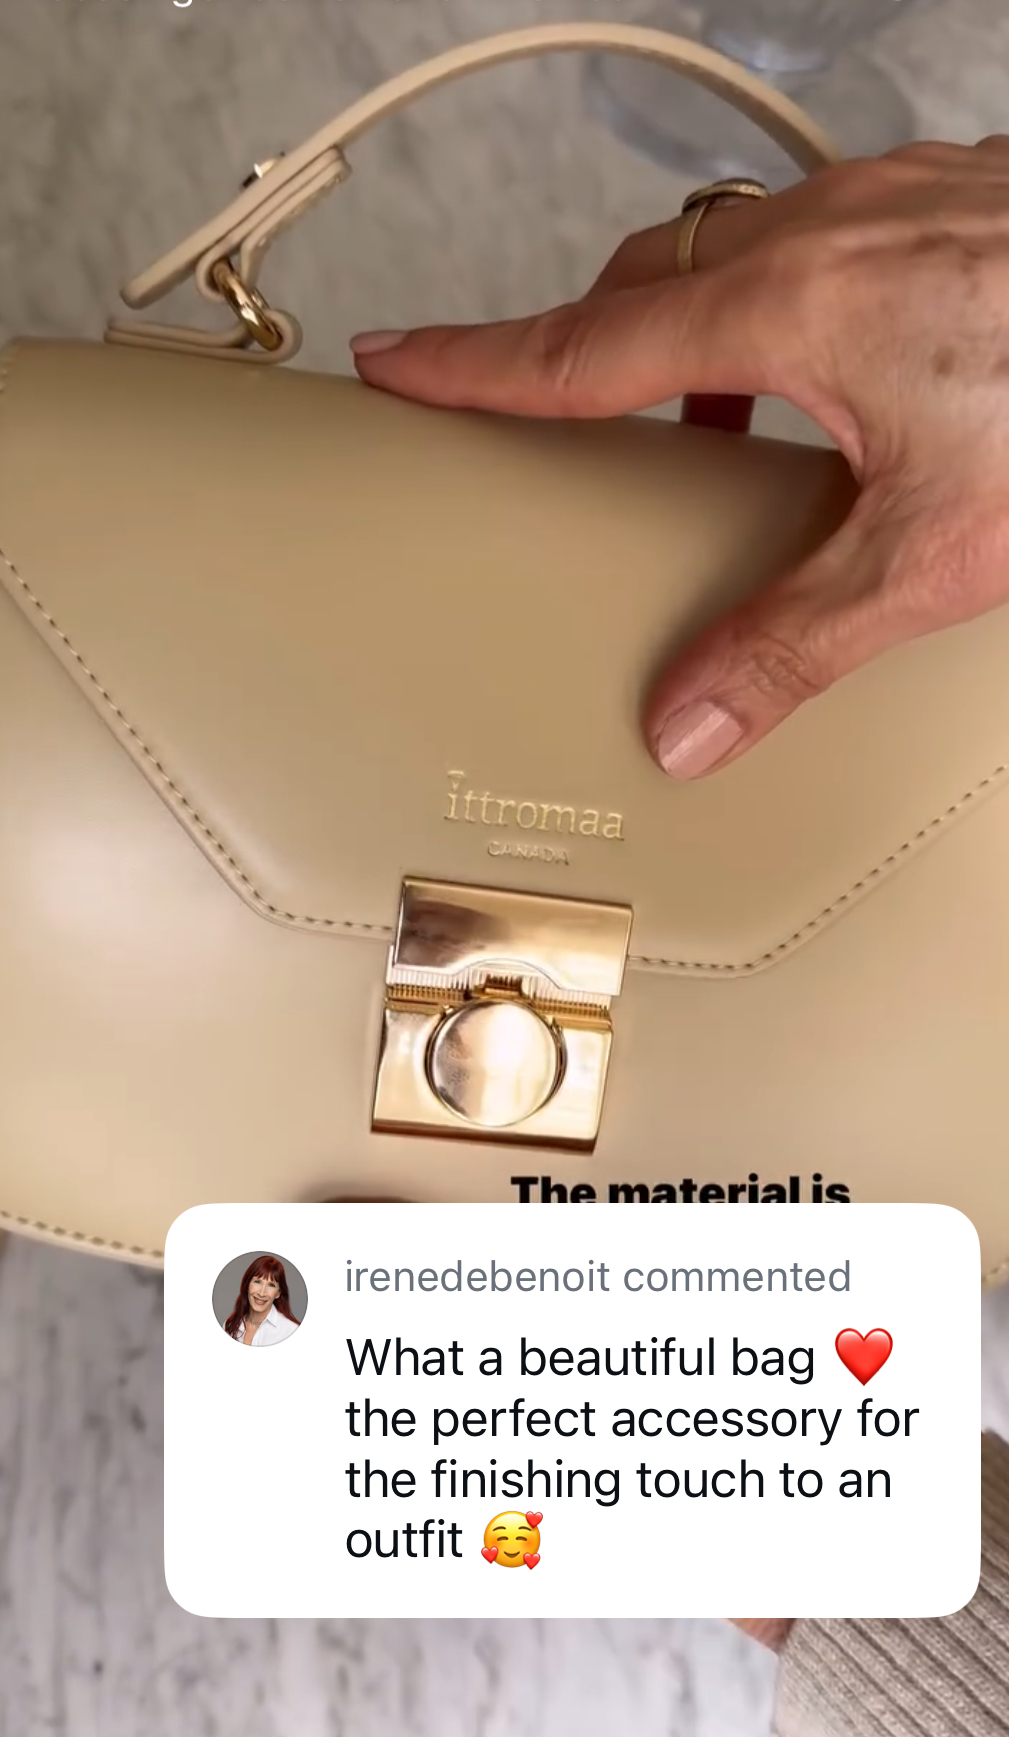 ittromaa
CANADA
The material is
irenedebenoit commented
What a beautiful bag ❤️
the perfect accessory for
the finishing touch to an
outfit 🥰